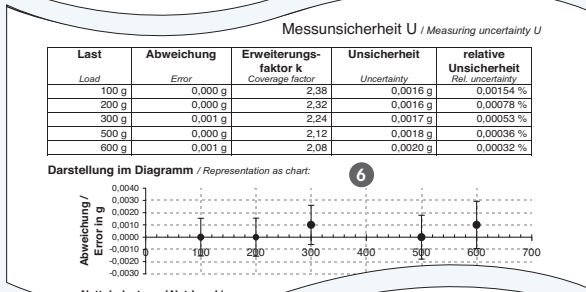 Messunsicherheit U / Measuring uncertainty U
Last Abweichung Erweiterungs- Unsicherheit relative
faktor k Unsicherheit
Load Error Coverage factor Uncertainty Rel. uncertainty
100 g 0,000 g 2,38 0,0016 g 0,00154 %
200 g 0,000 g 2,32 0,0016 g 0,00078 %
300 g 0,001 g 2,24 0,0017 g 0,00053 %
500 g 0,000 g 2,12 0,0018 g 0,00036 %
600 g 0,001 g 2,08 0,0020 g 0,00032 %
Darstellung im Diagramm / Representation as chart:
6
Abweichung /
Error in g
0,0040
0,0030
0,0020
0,0010
0,0000
-0,0010
-0,0020
-0,0030
0 100 200 300 400 500 600 700